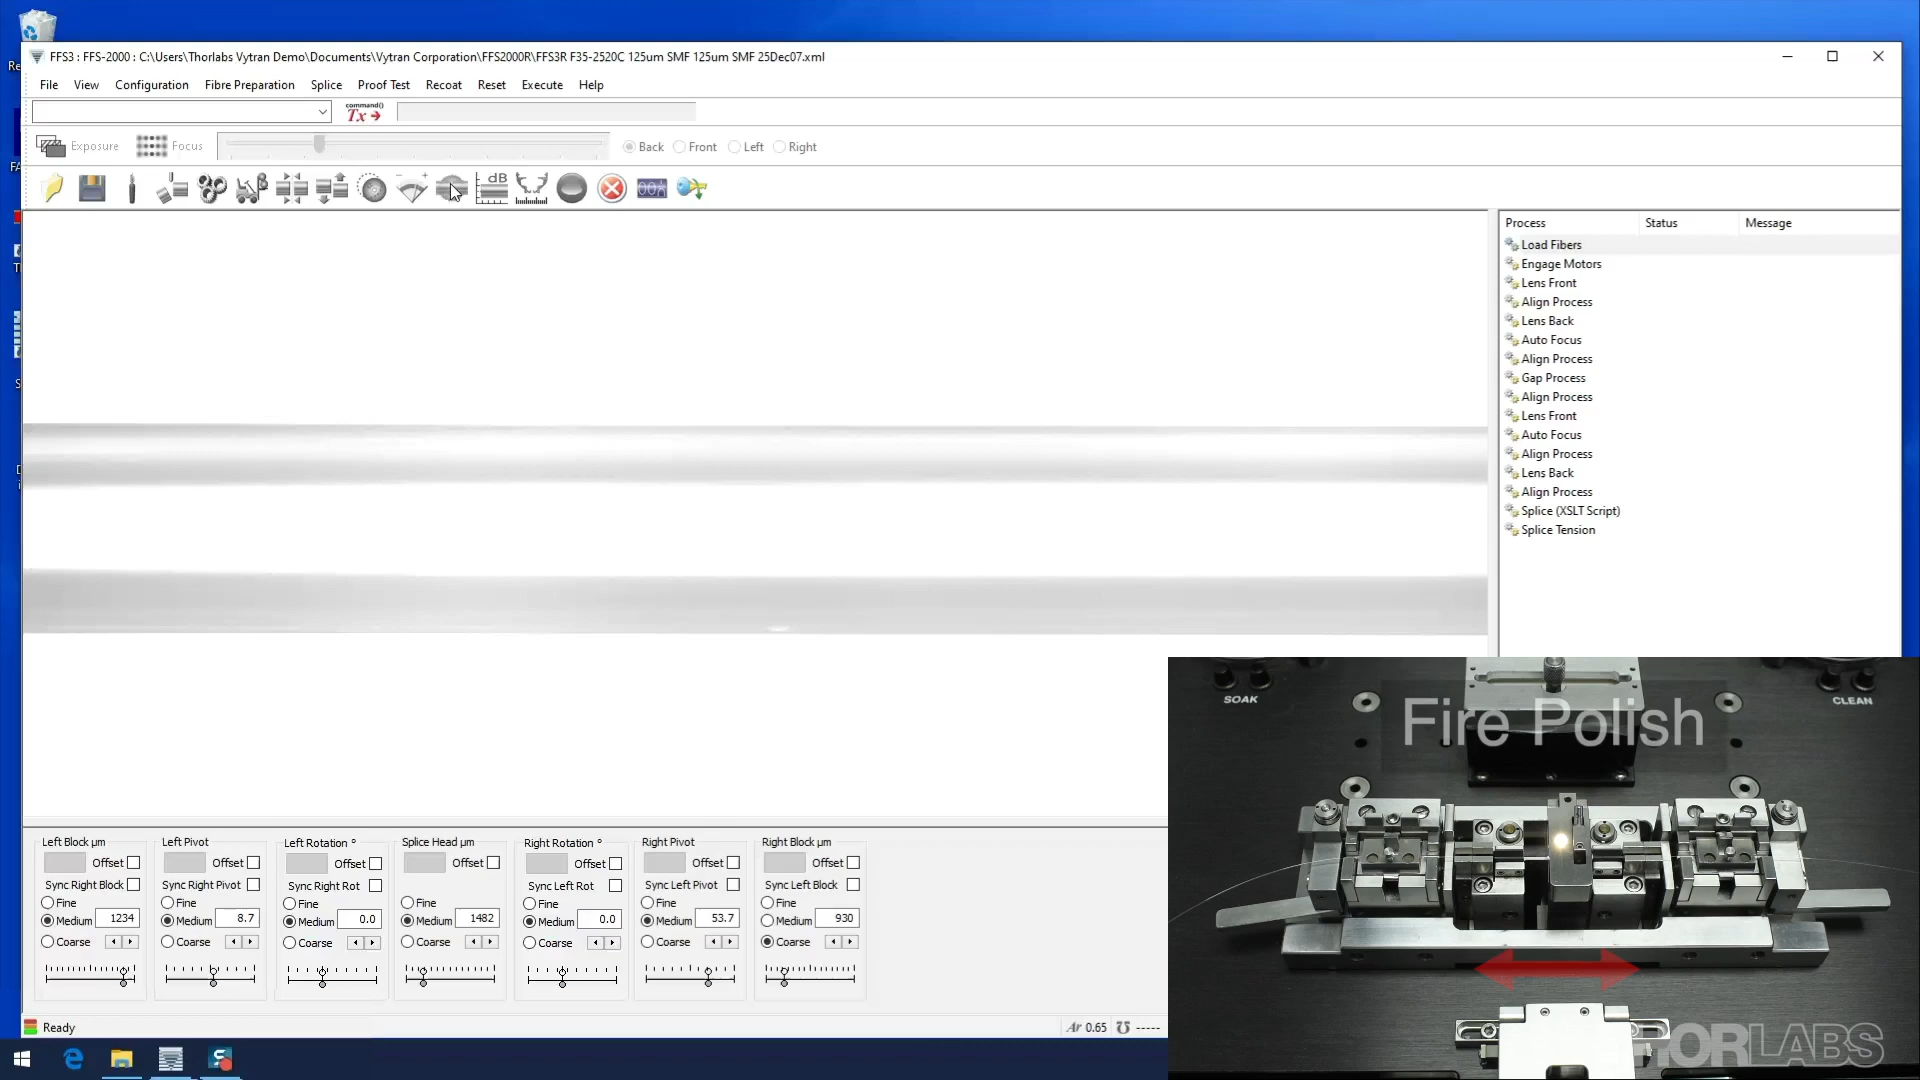 FFS3 : FFS-2000 : C:\Users\Thorlabs Vytran Demo\Documents\Vytran Corporation\FFS2000R\FFS3R F35-2520C 125um SMF 125um SMF 25Dec07.xml
File View Configuration Fibre Preparation Splice Proof Test Recoat Reset Execute Help
command()
Tx
Exposure Focus Back Front Left Right
dB
Process Status Message
Load Fibers
Engage Motors
Lens Front
Align Process
Lens Back
Auto Focus
Align Process
Gap Process
Align Process
Lens Front
Auto Focus
Align Process
Lens Back
Align Process
Splice (XSLT Script)
Splice Tension
SOAK
CLEAN
Fire Polish
Left Block µm Left Pivot Left Rotation ° Splice Head µm Right Rotation ° Right Pivot Right Block µm
Offset Offset Offset Offset Offset Offset Offset
Sync Right Block Sync Right Pivot Sync Right Rot Sync Left Rot Sync Left Pivot Sync Left Block
Fine Fine Fine Fine Fine Fine Fine
Medium 1234 Medium 8.7 Medium 0.0 Medium 1482 Medium 0.0 Medium 53.7 Medium 930
Coarse Coarse Coarse Coarse Coarse Coarse Coarse
Ready
Ar 0.65 -----
THORLABS